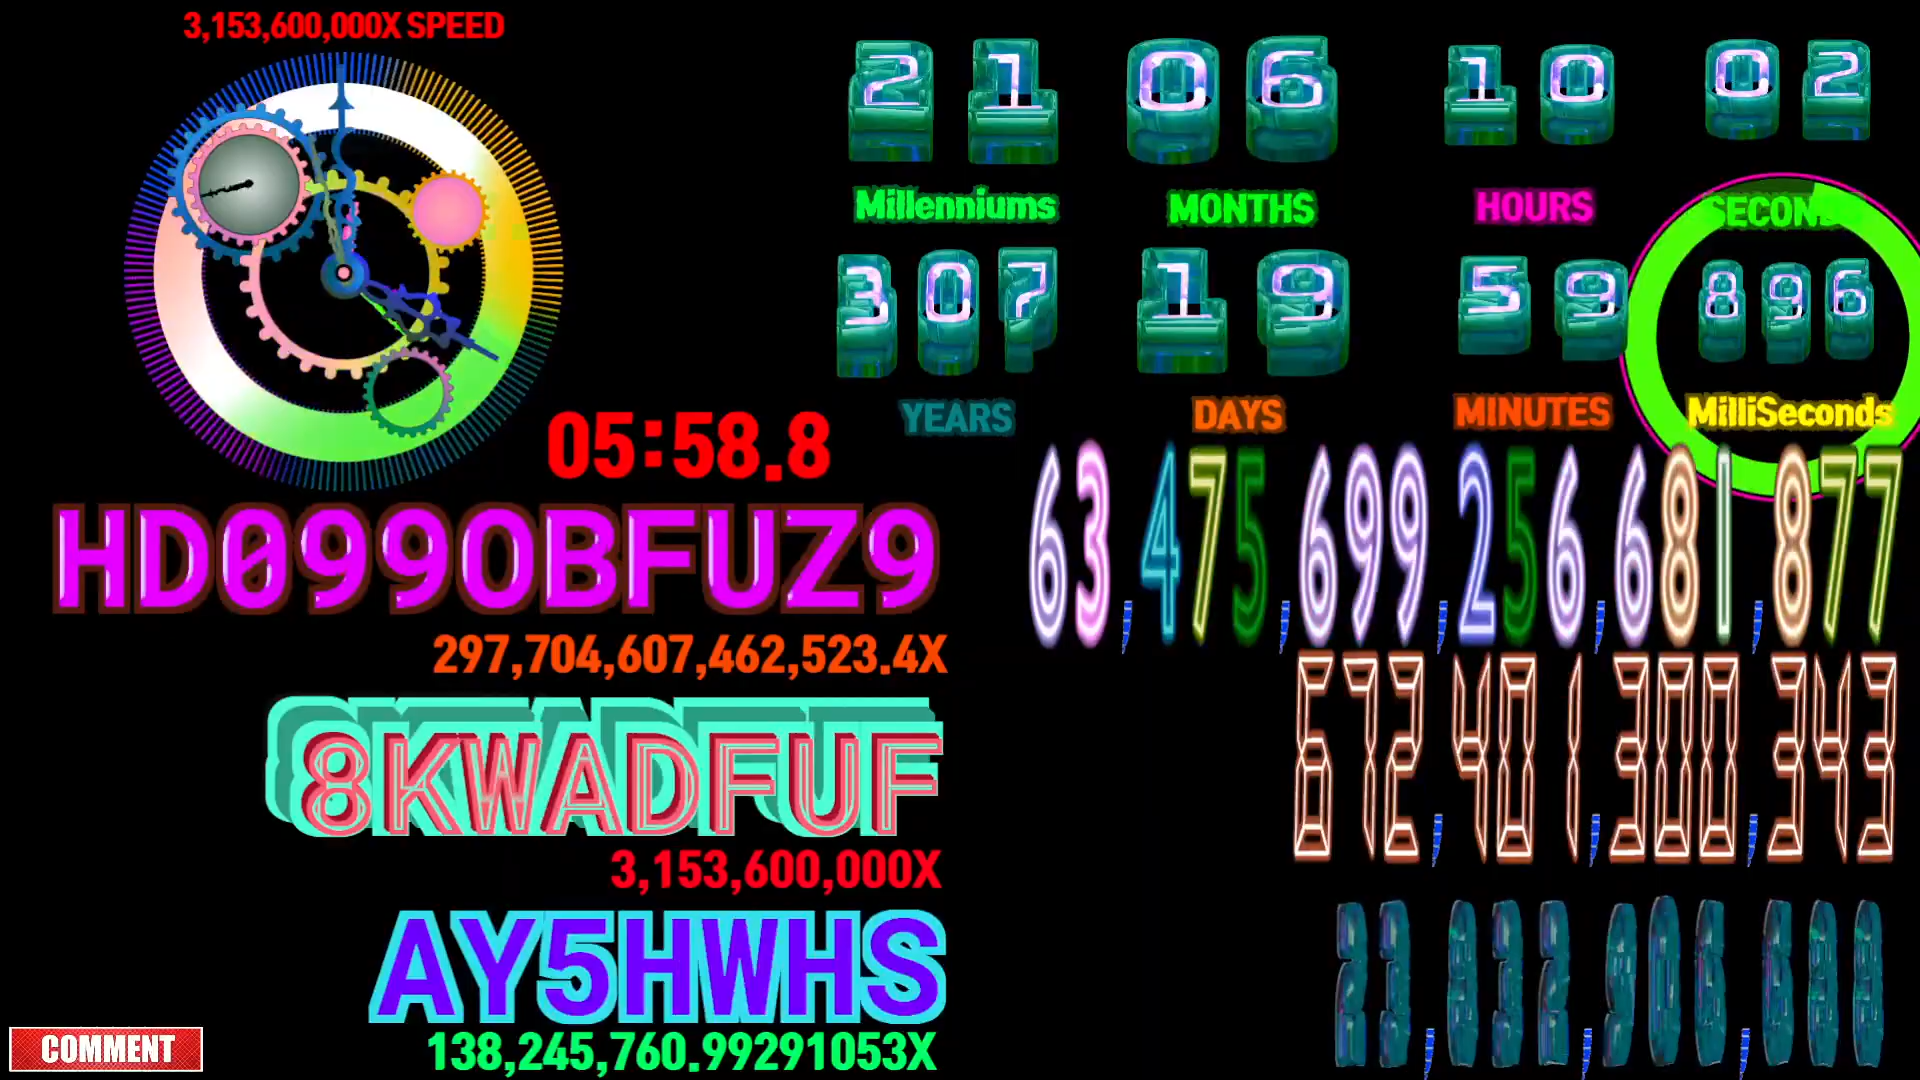 3,153,600,000X SPEED
21 06 10 02
Millenniums MONTHS HOURS SECON
307 19 59 896
YEARS DAYS MINUTES MilliSeconds
05:58.8
63,475,699,256,681,877
HD099OBFUZ9
297,704,607,462,523.4X
672,401,300,343
8KWADFUF
3,153,600,000X
AY5HWHS
138,245,760.99291053X
COMMENT